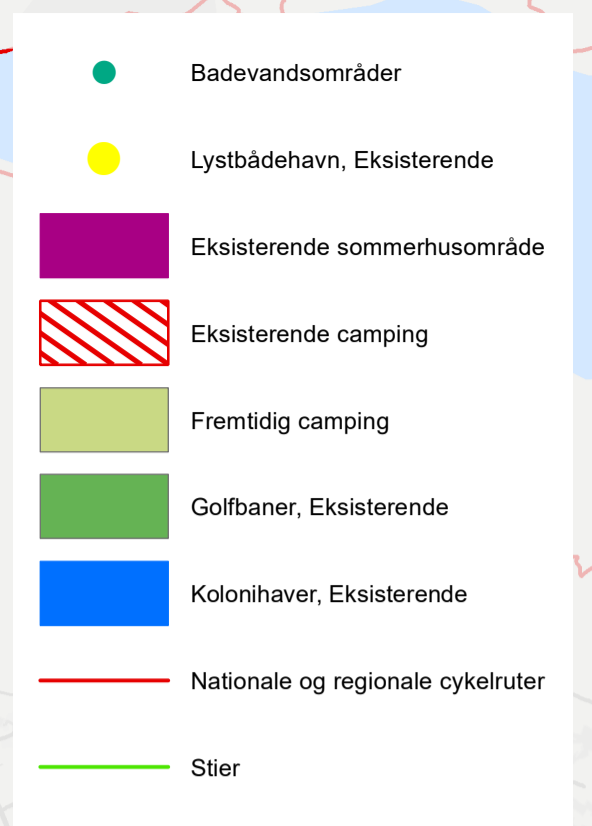 Badevandsområder
Lystbådehavn, Eksisterende
Eksisterende sommerhusområde
Eksisterende camping
Fremtidig camping
Golfbaner, Eksisterende
Kolonihaver, Eksisterende
Nationale og regionale cykelruter
Stier